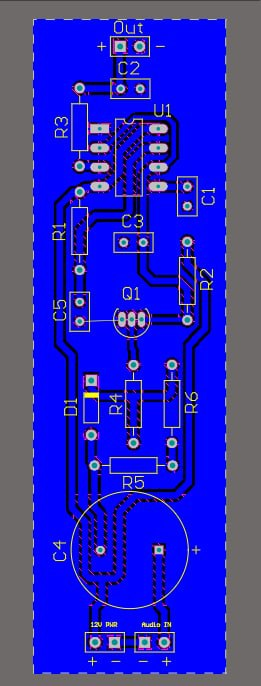 Out
+ -
C2
U1
R3
C1
R1
C3
R2
Q1
C5
D1
R4
R6
R5
C4
+
12V PWR Audio IN
+ - - +